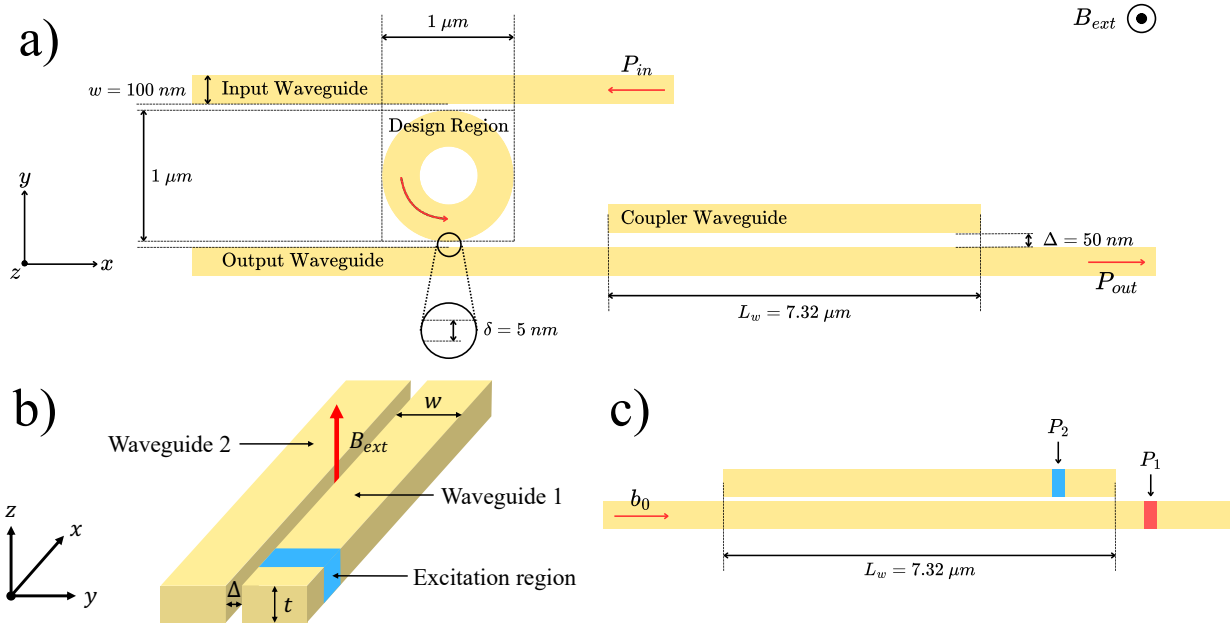 a)
1 μm
B_ext
w = 100 nm
Input Waveguide
P_in
Design Region
1 μm
y
x
z
Coupler Waveguide
Δ = 50 nm
Output Waveguide
P_out
L_w = 7.32 μm
δ = 5 nm
b)
w
Waveguide 2
B_ext
Waveguide 1
z
x
y
Excitation region
Δ
t
c)
P_2
P_1
b_0
L_w = 7.32 μm